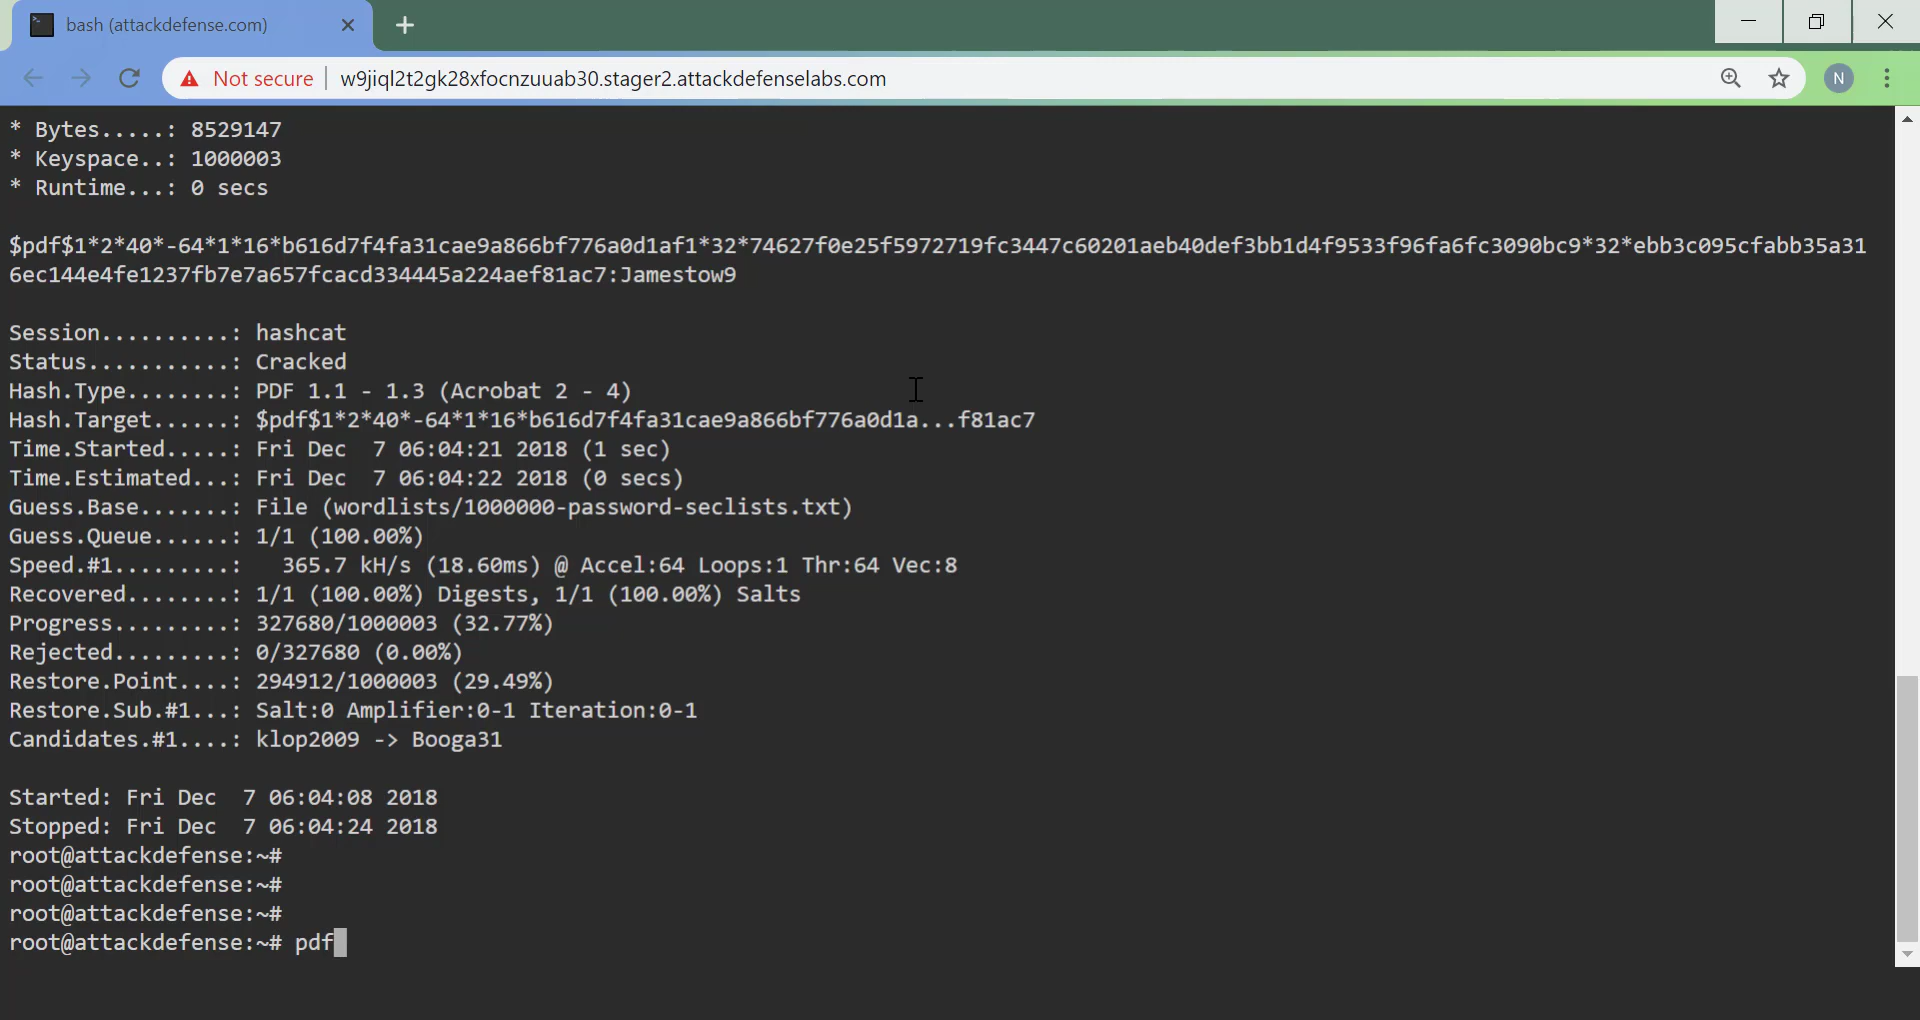 bash (attackdefense.com)
Not secure
w9jiql2t2gk28xfocnzuuab30.stager2.attackdefenselabs.com
N
* Bytes.....: 8529147
* Keyspace..: 1000003
* Runtime...: 0 secs
$pdf$1*2*40*-64*1*16*b616d7f4fa31cae9a866bf776a0d1af1*32*74627f0e25f5972719fc3447c60201aeb40def3bb1d4f9533f96fa6fc3090bc9*32*ebb3c095cfabb35a31
6ec144e4fe1237fb7e7a657fcacd334445a224aef81ac7:Jamestow9
Session..........: hashcat
Status...........: Cracked
Hash.Type........: PDF 1.1 - 1.3 (Acrobat 2 - 4)
Hash.Target......: $pdf$1*2*40*-64*1*16*b616d7f4fa31cae9a866bf776a0d1a...f81ac7
Time.Started.....: Fri Dec  7 06:04:21 2018 (1 sec)
Time.Estimated...: Fri Dec  7 06:04:22 2018 (0 secs)
Guess.Base.......: File (wordlists/1000000-password-seclists.txt)
Guess.Queue......: 1/1 (100.00%)
Speed.#1.........:   365.7 kH/s (18.60ms) @ Accel:64 Loops:1 Thr:64 Vec:8
Recovered........: 1/1 (100.00%) Digests, 1/1 (100.00%) Salts
Progress.........: 327680/1000003 (32.77%)
Rejected.........: 0/327680 (0.00%)
Restore.Point....: 294912/1000003 (29.49%)
Restore.Sub.#1...: Salt:0 Amplifier:0-1 Iteration:0-1
Candidates.#1....: klop2009 -> Booga31
Started: Fri Dec  7 06:04:08 2018
Stopped: Fri Dec  7 06:04:24 2018
root@attackdefense:~#
root@attackdefense:~#
root@attackdefense:~#
root@attackdefense:~# pdf